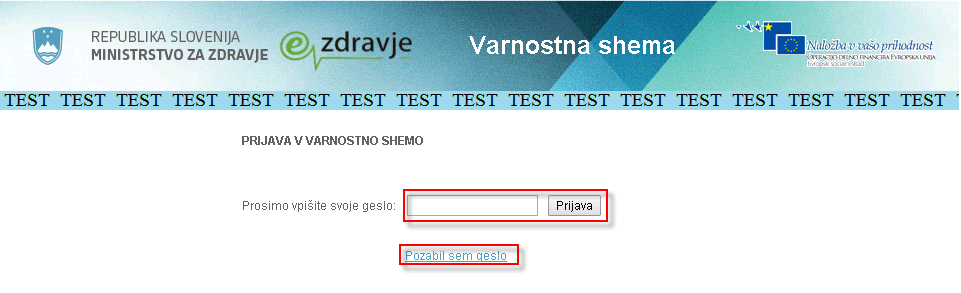 REPUBLIKA SLOVENIJA
MINISTRSTVO ZA ZDRAVJE
e zdravje
Varnostna shema
Naložba v vašo prihodnost
OPERACIJO DELNO FINANCIRA EVROPSKA UNIJA
Evropski socialni sklad
TEST TEST TEST TEST TEST TEST TEST TEST TEST TEST TEST TEST TEST TEST TEST TEST TEST
PRIJAVA V VARNOSTNO SHEMO
Prosimo vpišite svoje geslo: Prijava
Pozabil sem geslo